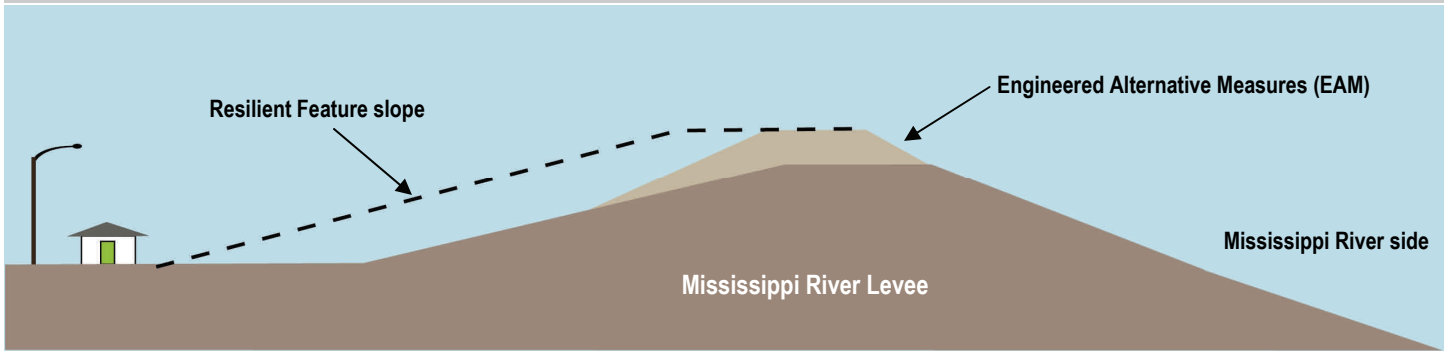 Engineered Alternative Measures (EAM)
Resilient Feature slope
Mississippi River side
Mississippi River Levee